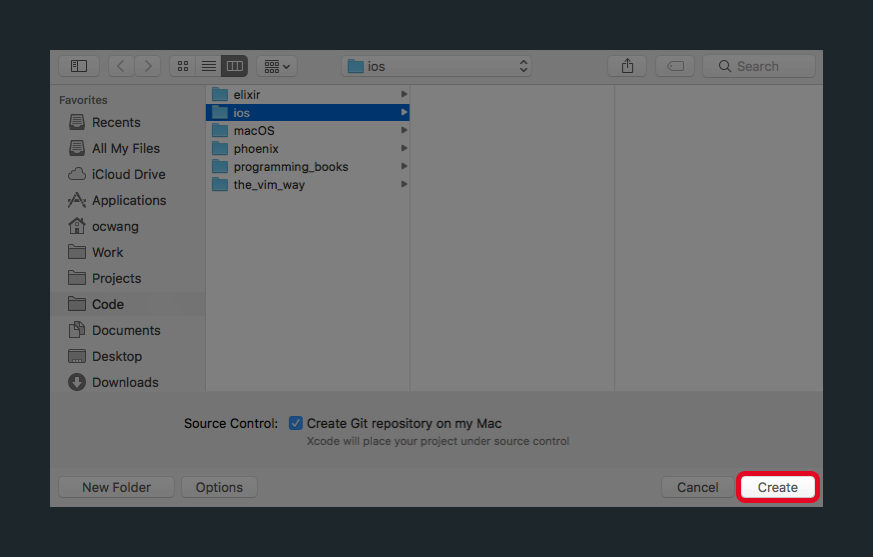 ios
Search
Favorites
Recents
All My Files
iCloud Drive
Applications
ocwang
Work
Projects
Code
Documents
Desktop
Downloads
elixir
ios
macOS
phoenix
programming_books
the_vim_way
Source Control: Create Git repository on my Mac
Xcode will place your project under source control
New Folder Options Cancel Create